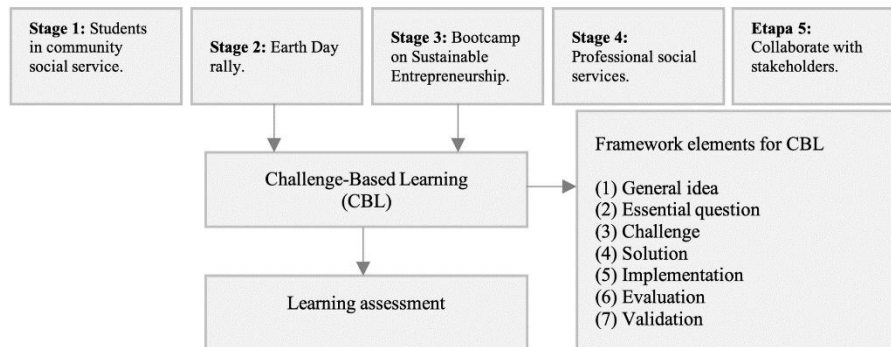 Stage 1: Students
in community
social service.
Stage 2: Earth Day
rally.
Stage 3: Bootcamp
on Sustainable
Entrepreneurship.
Stage 4:
Professional social
services.
Etapa 5:
Collaborate with
stakeholders.
Challenge-Based Learning
(CBL)
Framework elements for CBL
(1) General idea
(2) Essential question
(3) Challenge
(4) Solution
(5) Implementation
(6) Evaluation
(7) Validation
Learning assessment